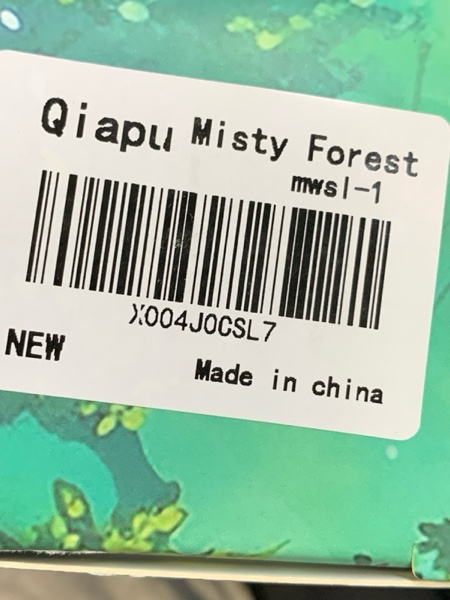 Qiapu Misty Forest
mwsl-1
X004J0CSL7
NEW
Made in china